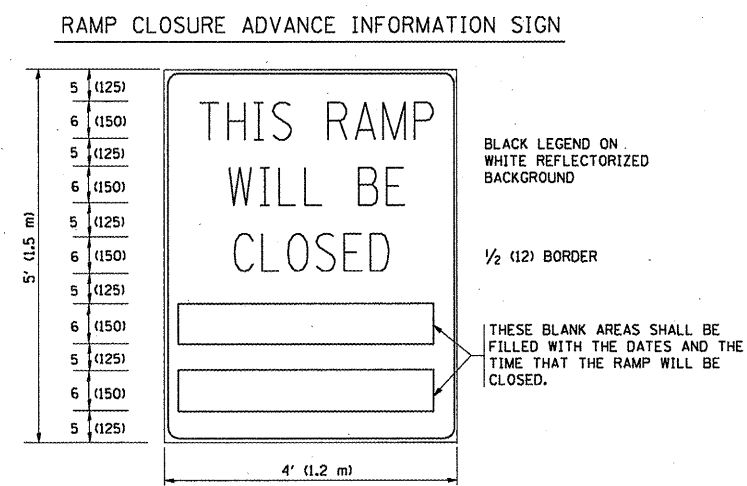 RAMP CLOSURE ADVANCE INFORMATION SIGN
5 (125)
6 (150)
5 (125)
6 (150)
5 (125)
6 (150)
5 (125)
6 (150)
5 (125)
6 (150)
5 (125)
5' (1.5 m)
THIS RAMP
WILL BE
CLOSED
4' (1.2 m)
BLACK LEGEND ON
WHITE REFLECTORIZED
BACKGROUND
1/2 (12) BORDER
THESE BLANK AREAS SHALL BE
FILLED WITH THE DATES AND THE
TIME THAT THE RAMP WILL BE
CLOSED.